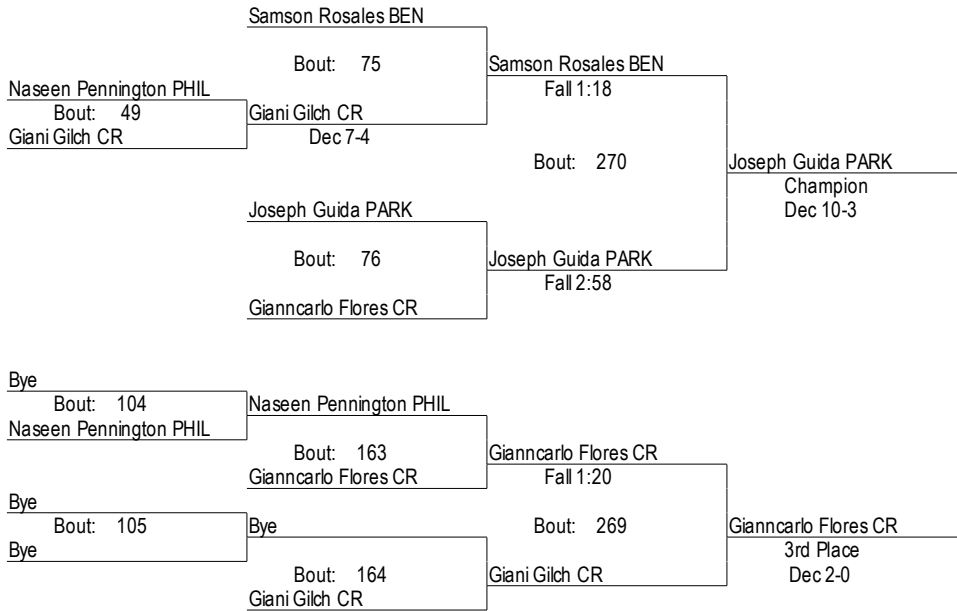 Samson Rosales BEN
Bout: 75
Samson Rosales BEN
Naseen Pennington PHIL
Fall 1:18
Bout: 49
Giani Gilch CR
Giani Gilch CR
Dec 7-4
Bout: 270
Joseph Guida PARK
Champion
Joseph Guida PARK
Dec 10-3
Bout: 76
Joseph Guida PARK
Fall 2:58
Gianncarlo Flores CR
Bye
Bout: 104
Naseen Pennington PHIL
Naseen Pennington PHIL
Bout: 163
Gianncarlo Flores CR
Gianncarlo Flores CR
Fall 1:20
Bye
Bout: 105
Bye
Bout: 269
Gianncarlo Flores CR
Bye
3rd Place
Bout: 164
Giani Gilch CR
Dec 2-0
Giani Gilch CR